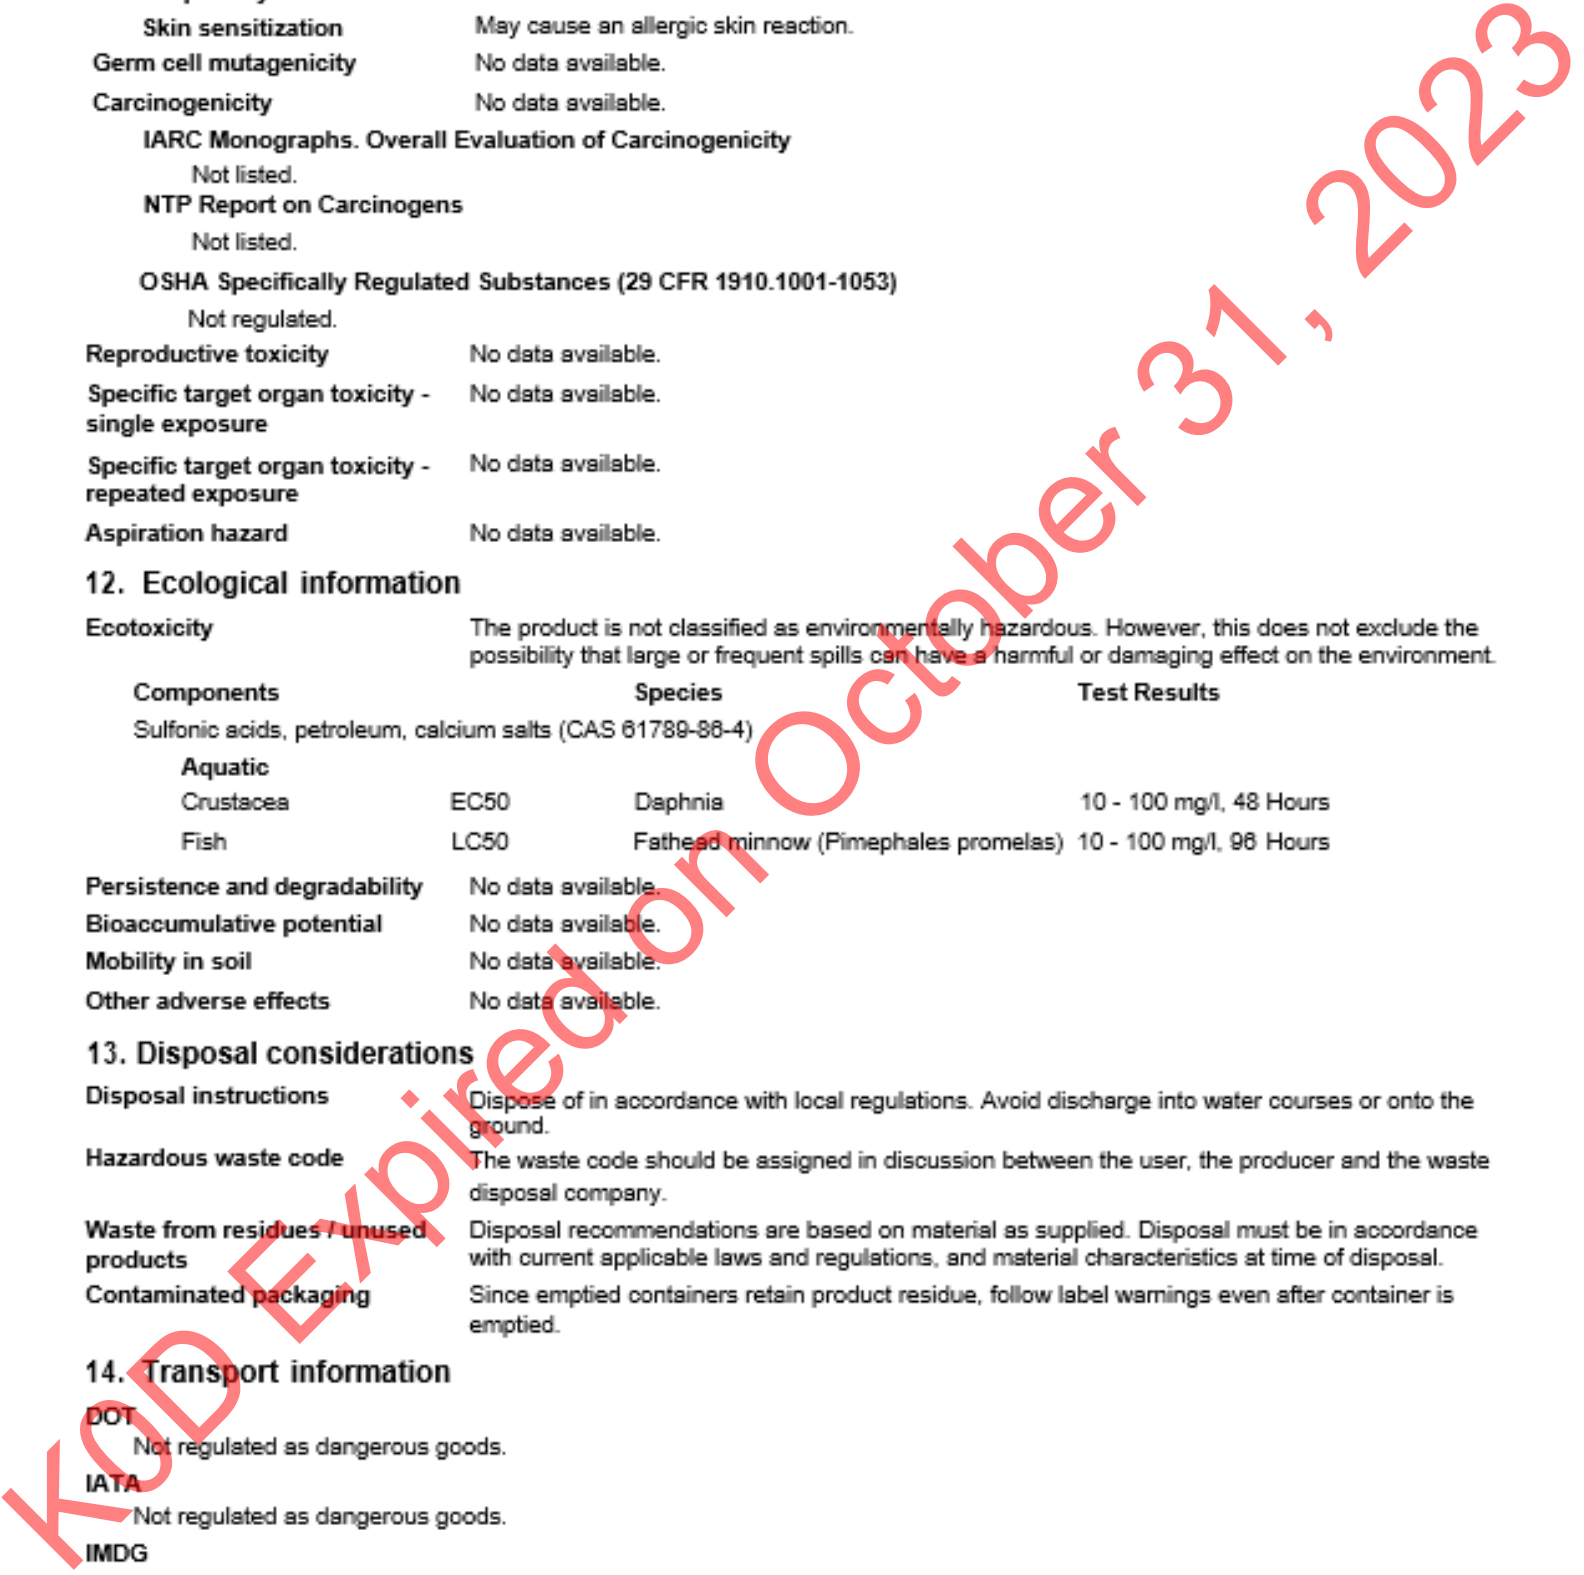 Skin sensitization May cause an allergic skin reaction.
Germ cell mutagenicity No data available.
Carcinogenicity No data available.
IARC Monographs. Overall Evaluation of Carcinogenicity
Not listed.
NTP Report on Carcinogens
Not listed.
OSHA Specifically Regulated Substances (29 CFR 1910.1001-1053)
Not regulated.
Reproductive toxicity No data available.
Specific target organ toxicity - No data available.
single exposure
Specific target organ toxicity - No data available.
repeated exposure
Aspiration hazard No data available.
12. Ecological information
Ecotoxicity The product is not classified as environmentally hazardous. However, this does not exclude the
possibility that large or frequent spills can have a harmful or damaging effect on the environment.
Components Species Test Results
Sulfonic acids, petroleum, calcium salts (CAS 61789-86-4)
Aquatic
Crustacea EC50 Daphnia 10 - 100 mg/l, 48 Hours
Fish LC50 Fathead minnow (Pimephales promelas) 10 - 100 mg/l, 96 Hours
Persistence and degradability No data available.
Bioaccumulative potential No data available.
Mobility in soil No data available.
Other adverse effects No data available.
13. Disposal considerations
Disposal instructions Dispose of in accordance with local regulations. Avoid discharge into water courses or onto the
ground.
Hazardous waste code The waste code should be assigned in discussion between the user, the producer and the waste
disposal company.
Waste from residues / unused Disposal recommendations are based on material as supplied. Disposal must be in accordance
products with current applicable laws and regulations, and material characteristics at time of disposal.
Contaminated packaging Since emptied containers retain product residue, follow label warnings even after container is
emptied.
14. Transport information
DOT
Not regulated as dangerous goods.
IATA
Not regulated as dangerous goods.
IMDG
K0D Expired on October 31, 2023